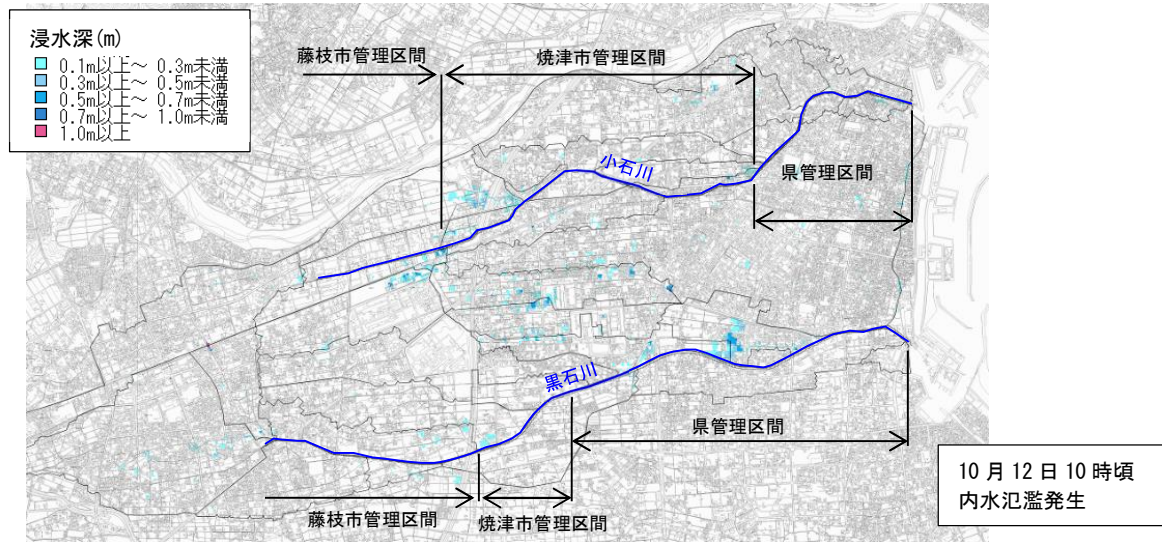 浸水深(m)
0.1m以上～ 0.3m未満
0.3m以上～ 0.5m未満
0.5m以上～ 0.7m未満
0.7m以上～ 1.0m未満
1.0m以上
藤枝市管理区間
焼津市管理区間
小石川
県管理区間
黒石川
県管理区間
藤枝市管理区間
焼津市管理区間
10月12日10時頃
内水氾濫発生